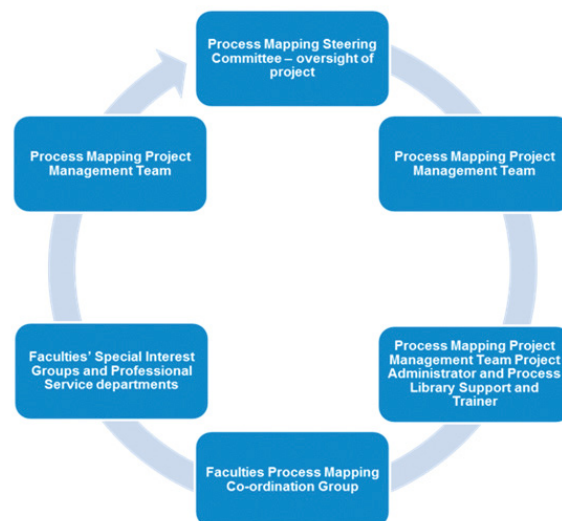 Process Mapping Steering
Committee – oversight of
project
Process Mapping Project
Management Team
Process Mapping Project
Management Team
Faculties' Special Interest
Groups and Professional
Service departments
Process Mapping Project
Management Team Project
Administrator and Process
Library Support and
Trainer
Faculties Process Mapping
Co-ordination Group